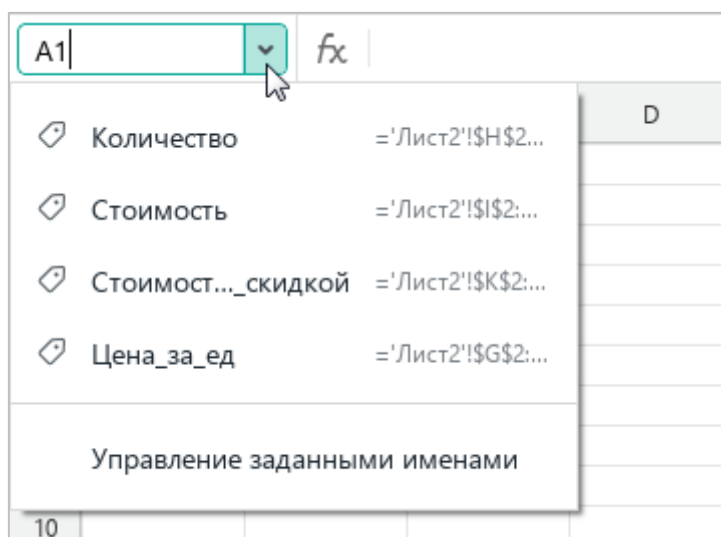 A1 fx
D
Количество ='Лист2'!$H$2...
Стоимость ='Лист2'!$I$2:...
Стоимост..._скидкой ='Лист2'!$K$2:...
Цена_за_ед ='Лист2'!$G$2:...
Управление заданными именами
10